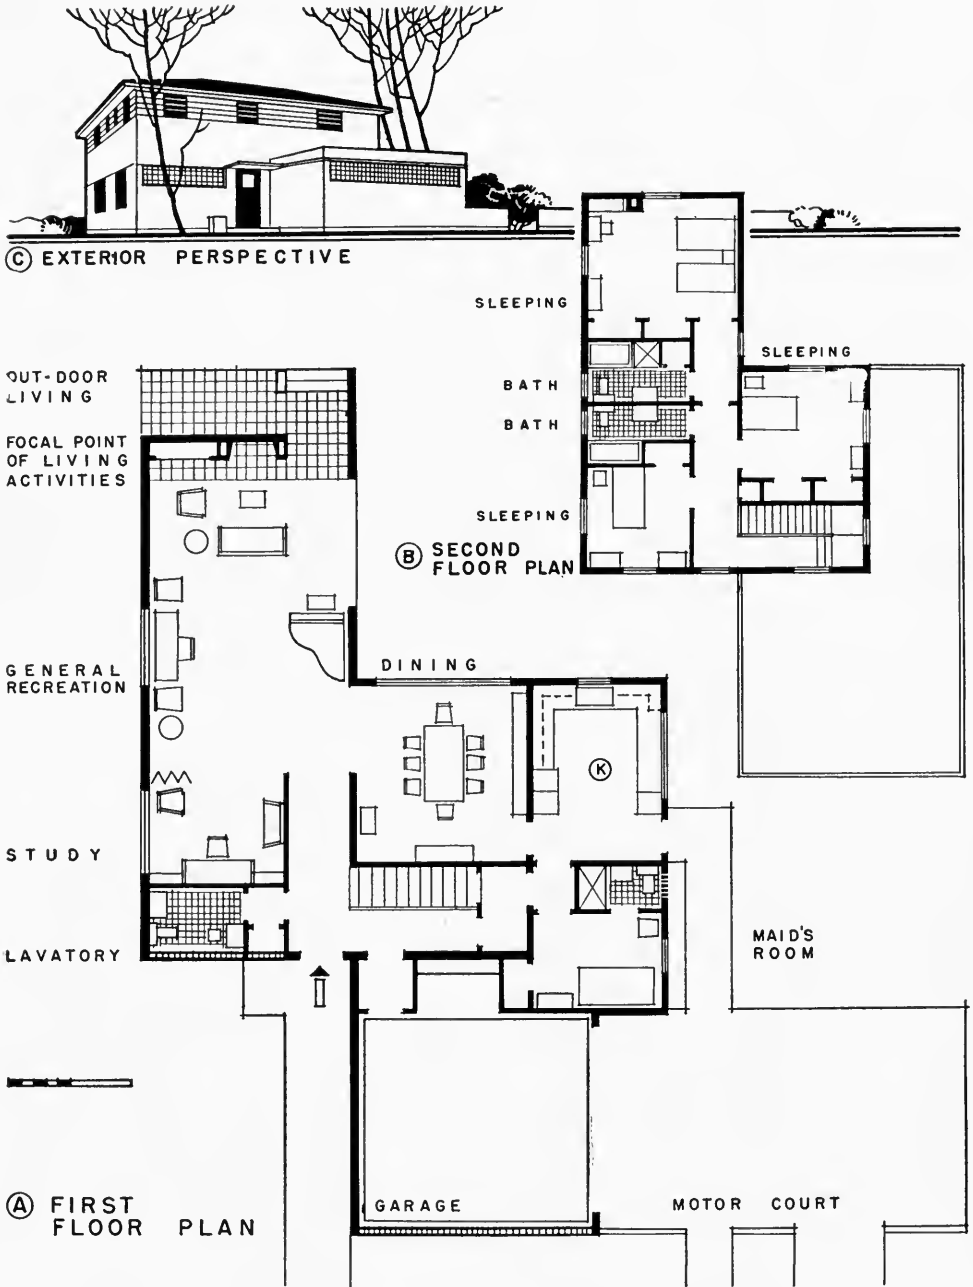 C EXTERIOR PERSPECTIVE
SLEEPING
SLEEPING
OUT-DOOR
LIVING
BATH
BATH
FOCAL POINT
OF LIVING
ACTIVITIES
SLEEPING
B SECOND
FLOOR PLAN
DINING
GENERAL
RECREATION
K
STUDY
LAVATORY
MAID'S
ROOM
A FIRST
FLOOR PLAN
GARAGE
MOTOR COURT